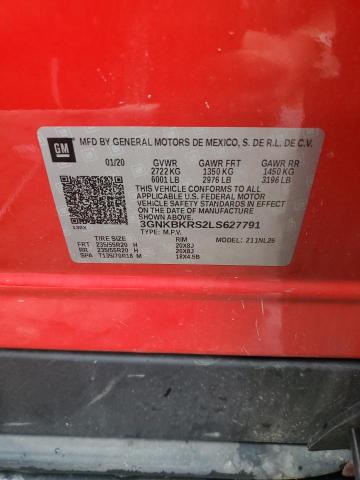 GM
MFD BY GENERAL MOTORS DE MEXICO, S. DE R.L. DE C.V.
01/20 GVWR GAWR FRT GAWR RR
2722 KG 1350 KG 1450 KG
6001 LB 2976 LB 3196 LB
THIS VEHICLE CONFORMS TO ALL APPLICABLE
U.S. FEDERAL MOTOR VEHICLE SAFETY
STANDARDS IN EFFECT ON THE DATE OF
MANUFACTURE SHOWN ABOVE.
3GNKBKRS2LS627791
TYPE: M.P.V. MODEL: 211NL26
TIRE SIZE RIM
FRT 235/55R20 H 20X8J
RR 235/55R20 H 20X8J
SPA T135/70R18 M 18X4.5B